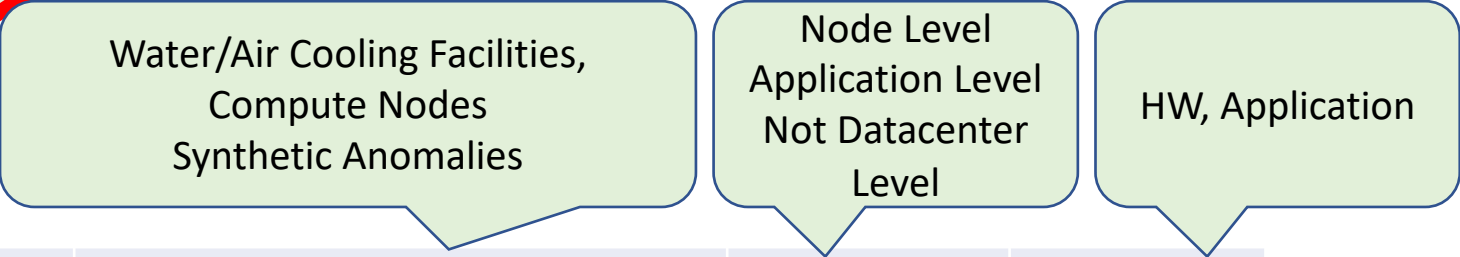 Water/Air Cooling Facilities,
Compute Nodes
Synthetic Anomalies
Node Level
Application Level
Not Datacenter
Level
HW, Application